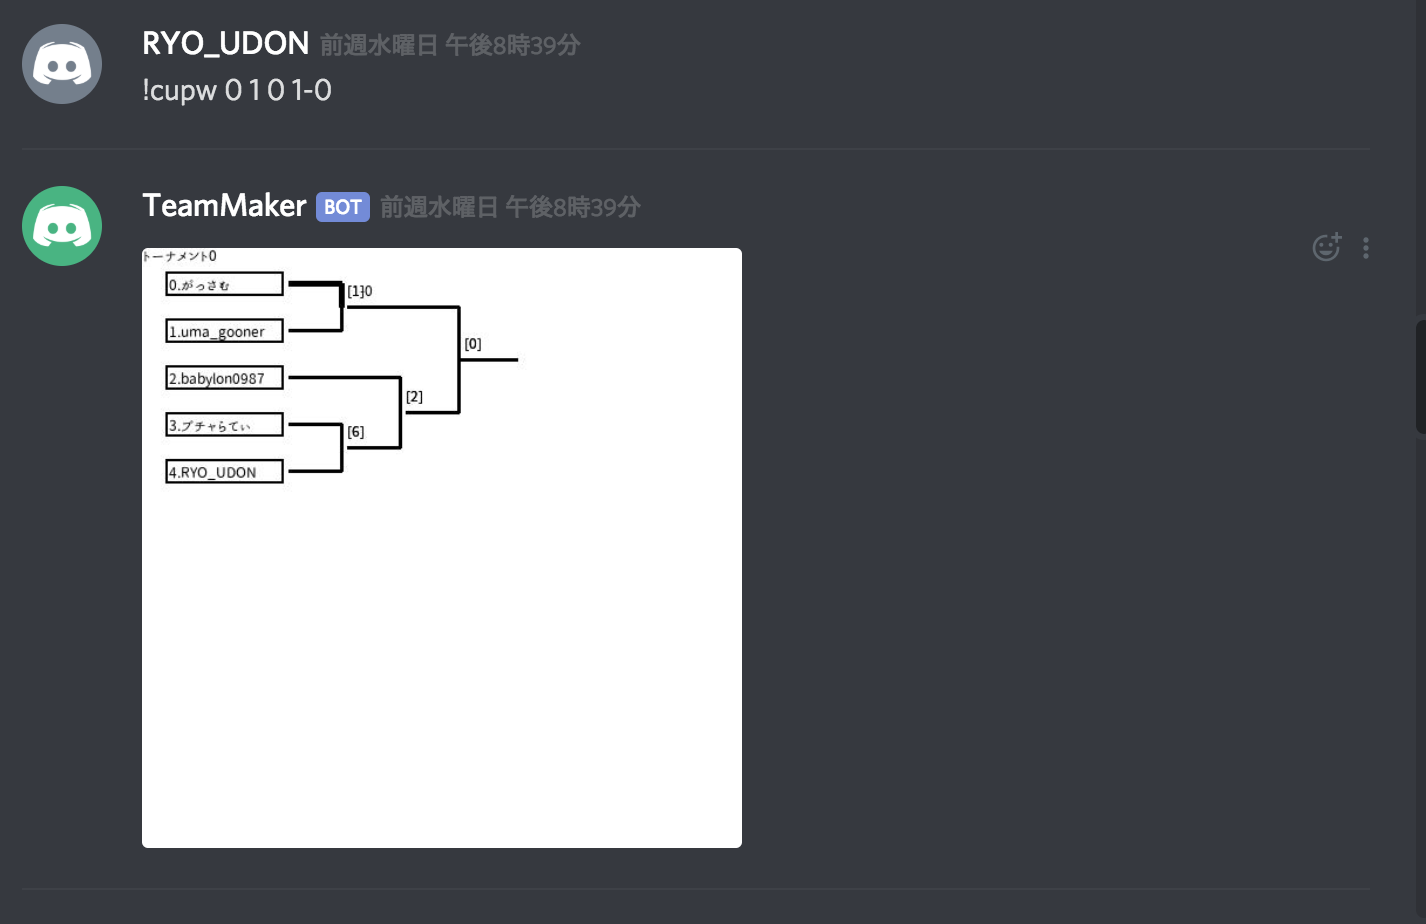 RYO_UDON 前週水曜日 午後8時39分
!cupw 0 1 0 1-0
TeamMaker BOT 前週水曜日 午後8時39分
トーナメント0
0.がっさむ
[1]0
1.uma_gooner
[0]
2.babylon0987
[2]
3.プチャらてぃ
[6]
4.RYO_UDON